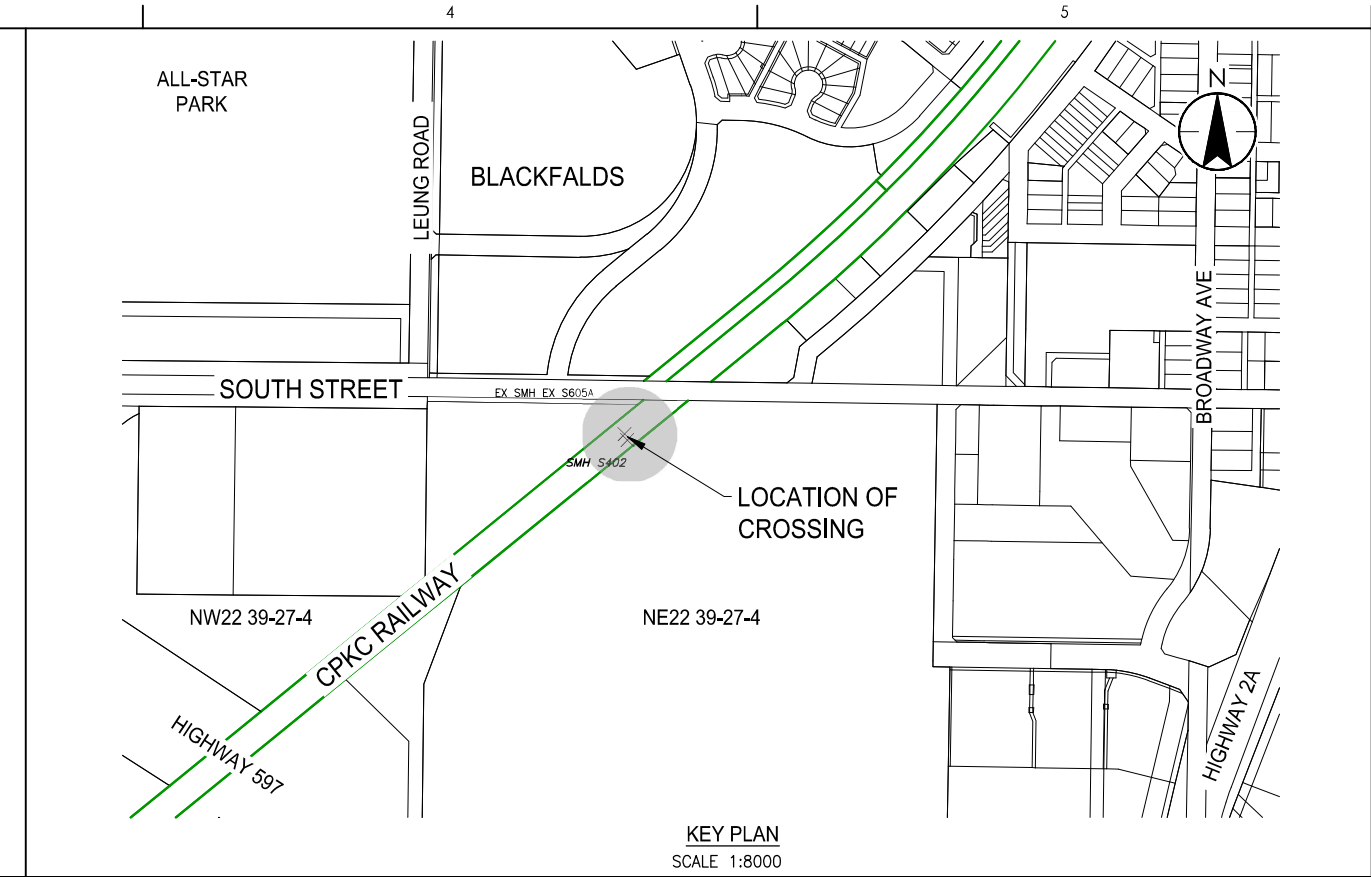 4
5
ALL-STAR
PARK
N
LEUNG ROAD
BLACKFALDS
BROADWAY AVE
SOUTH STREET
EX SMH EX S605A
SMH S402
LOCATION OF
CROSSING
CPKC RAILWAY
NW22 39-27-4
NE22 39-27-4
HIGHWAY 597
HIGHWAY 2A
KEY PLAN
SCALE 1:8000